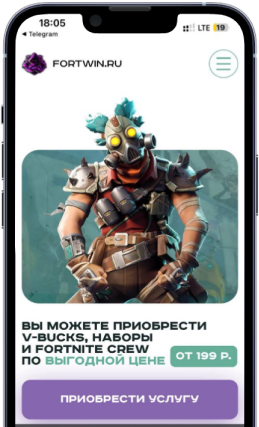 18:05
LTE 19
◀ Telegram
FORTWIN.RU
ВЫ МОЖЕТЕ ПРИОБРЕСТИ
V-BUCKS, НАБОРЫ
И FORTNITE CREW
ПО ВЫГОДНОЙ ЦЕНЕ
ОТ 199 Р.
ПРИОБРЕСТИ УСЛУГУ